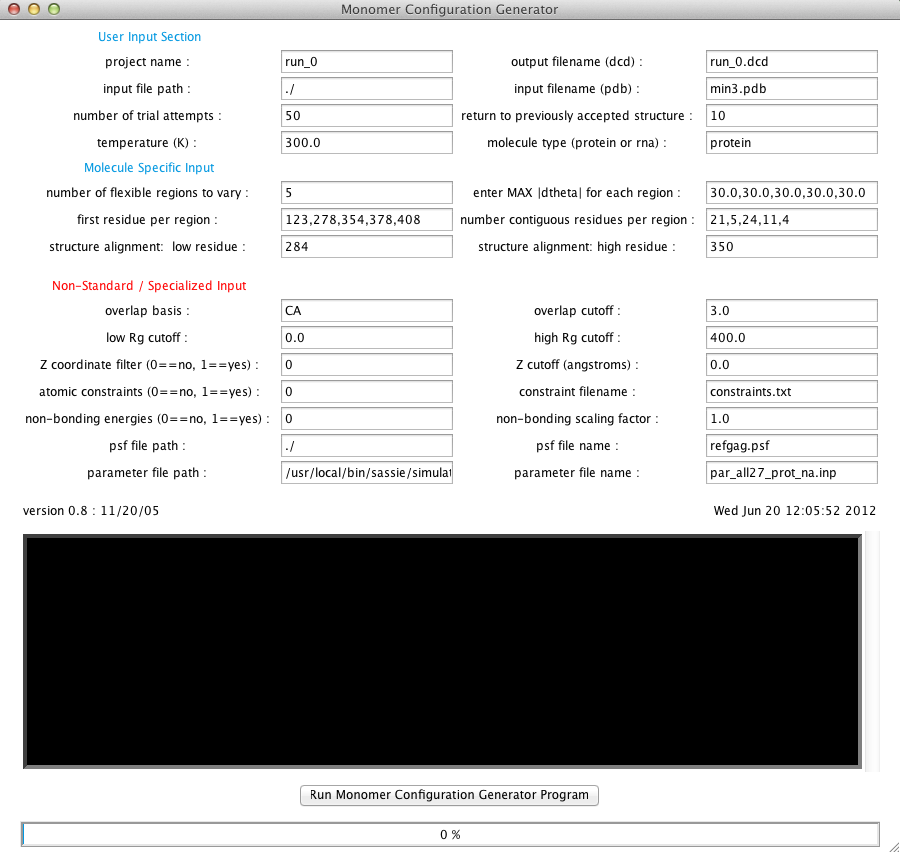 Monomer Configuration Generator
User Input Section
project name : run_0 output filename (dcd) : run_0.dcd
input file path : ./ input filename (pdb) : min3.pdb
number of trial attempts : 50 return to previously accepted structure : 10
temperature (K) : 300.0 molecule type (protein or rna) : protein
Molecule Specific Input
number of flexible regions to vary : 5 enter MAX |dtheta| for each region : 30.0,30.0,30.0,30.0,30.0
first residue per region : 123,278,354,378,408 number contiguous residues per region : 21,5,24,11,4
structure alignment: low residue : 284 structure alignment: high residue : 350
Non-Standard / Specialized Input
overlap basis : CA overlap cutoff : 3.0
low Rg cutoff : 0.0 high Rg cutoff : 400.0
Z coordinate filter (0==no, 1==yes) : 0 Z cutoff (angstroms) : 0.0
atomic constraints (0==no, 1==yes) : 0 constraint filename : constraints.txt
non-bonding energies (0==no, 1==yes) : 0 non-bonding scaling factor : 1.0
psf file path : ./ psf file name : refgag.psf
parameter file path : /usr/local/bin/sassie/simulat parameter file name : par_all27_prot_na.inp
version 0.8 : 11/20/05 Wed Jun 20 12:05:52 2012
Run Monomer Configuration Generator Program
0 %